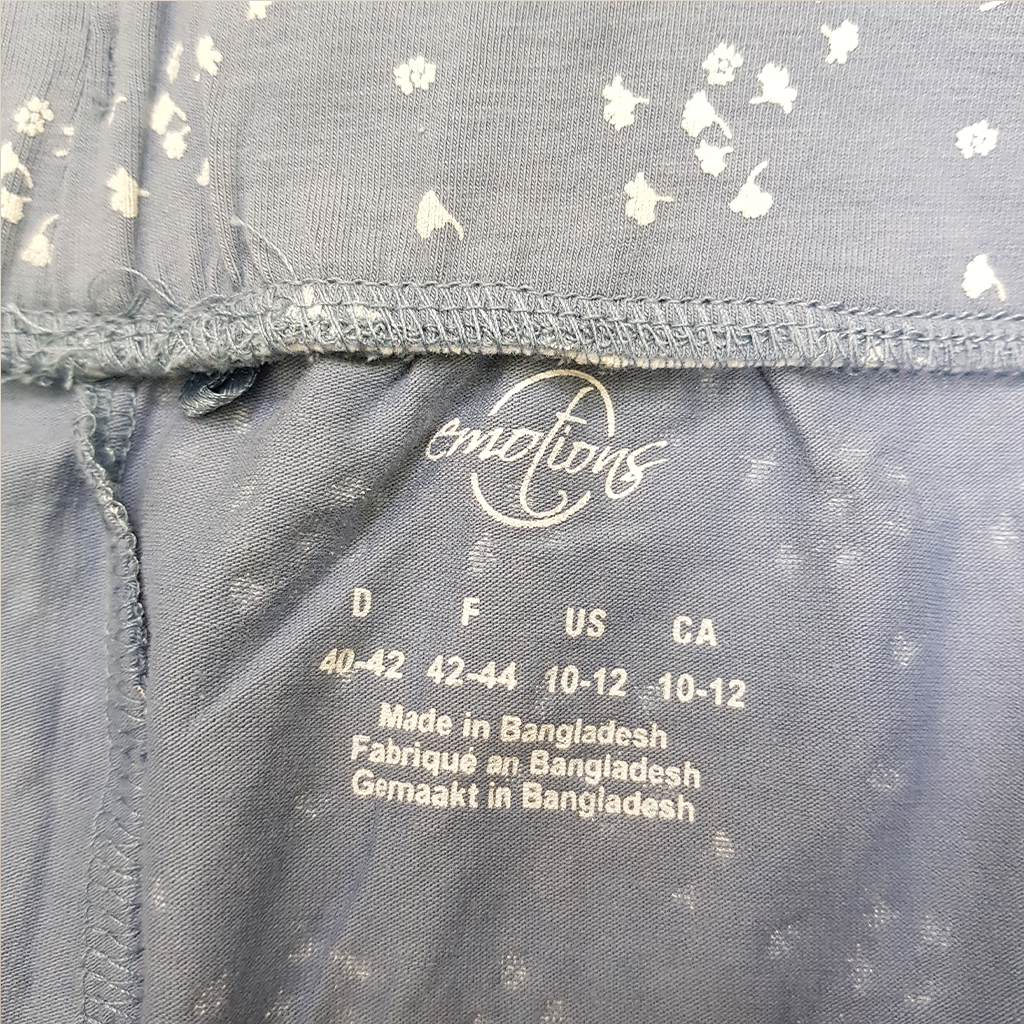 emotions
D F US CA
40-42 42-44 10-12 10-12
Made in Bangladesh
Fabriqué an Bangladesh
Gemaakt in Bangladesh